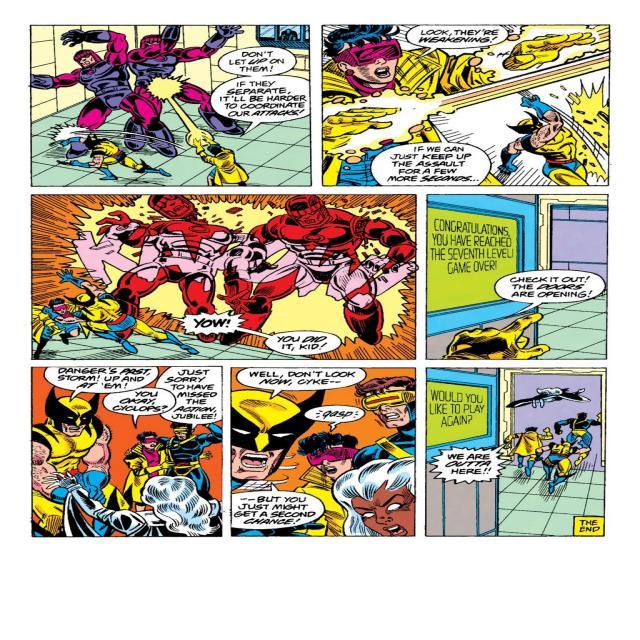 DON'T
LET UP ON
THEM!
IF THEY
SEPARATE,
IT'LL BE HARDER
TO COORDINATE
OUR ATTACKS!
LOOK, THEY'RE
WEAKENING!
IF WE CAN
JUST KEEP UP
THE ASSAULT
FOR A FEW
MORE SECONDS...
YOW!
YOU DID
IT, KID!
CONGRATULATIONS,
YOU HAVE REACHED
THE SEVENTH LEVEL!
GAME OVER!
CHECK IT OUT!
THE DOORS
ARE OPENING!
DANGER'S PAST,
STORM! UP AND
AT 'EM!
YOU
OKAY,
CYCLOPS?
JUST
SORRY
TO HAVE
MISSED
THE ACTION,
JUBILEE!
WELL, DON'T LOOK
NOW, CYKE--
:GASP:
--BUT YOU
JUST MIGHT
GET A SECOND
CHANCE!
WOULD YOU
LIKE TO PLAY
AGAIN?
WE ARE
OUTTA
HERE!!
THE
END